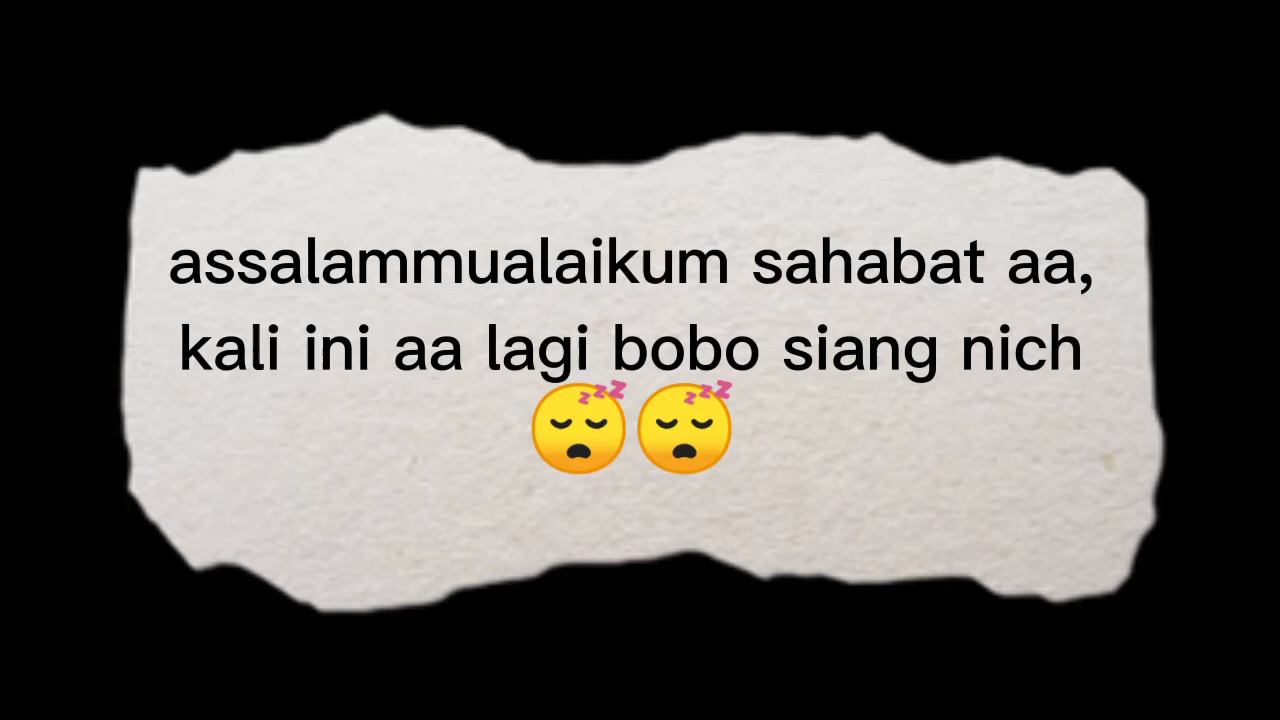 assalammualaikum sahabat aa,
kali ini aa lagi bobo siang nich
😴😴